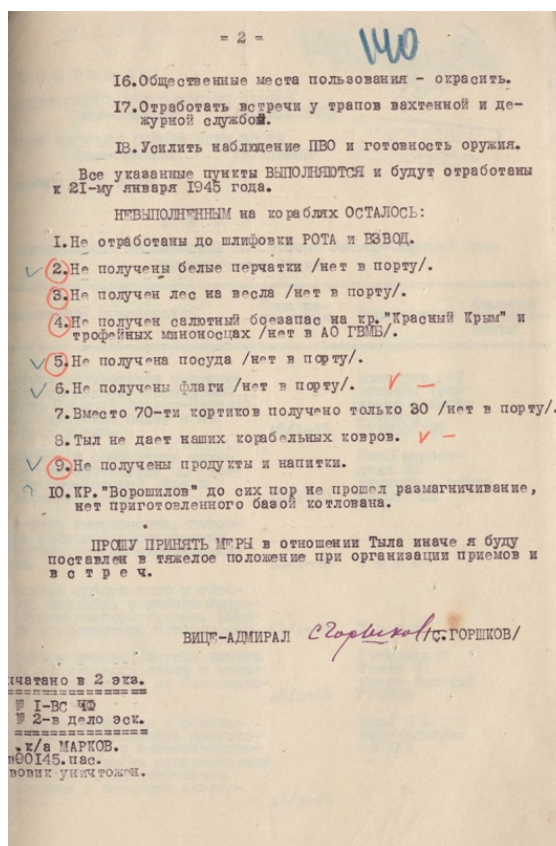 = 2 =
140
16.Общественные места пользования - окрасить.
17.Отработать встречи у трапов вахтенной и де-
журной службой.
18.Усилить наблюдение ПВО и готовность оружия.
Все указанные пункты ВЫПОЛНЯЮТСЯ и будут отработаны
к 21-му января 1945 года.
НЕВЫПОЛНЕННЫМ на кораблях ОСТАЛОСЬ:
1.Не отработаны до шлифовки РОТА и ВЗВОД.
2.Не получены белые перчатки /нет в порту/.
3.Не получен лес на весла /нет в порту/.
4.Не получен салютный боезапас на кр."Красный Крым" и
трофейных миноносцах /нет в АО ГВМБ/.
5.Не получена посуда /нет в порту/.
6.Не получены флаги /нет в порту/.
7.Вместо 70-ти кортиков получено только 30 /нет в порту/.
8.Тыл не дает наших корабельных ковров.
9.Не получены продукты и напитки.
10.КР."Ворошилов" до сих пор не прошел размагничивание,
нет приготовленного базой котлована.
ПРОШУ ПРИНЯТЬ МЕРЫ в отношении Тыла иначе я буду
поставлен в тяжелое положение при организации приемов и
в с т р е ч.
ВИЦЕ-АДМИРАЛ СГоршков /С.ГОРШКОВ/
чатано в 2 экз.
№ 1-ВС ЧФ
№ 2-в дело эск.
.к/а МАРКОВ.
00145.пас.
вовик уничтожен.